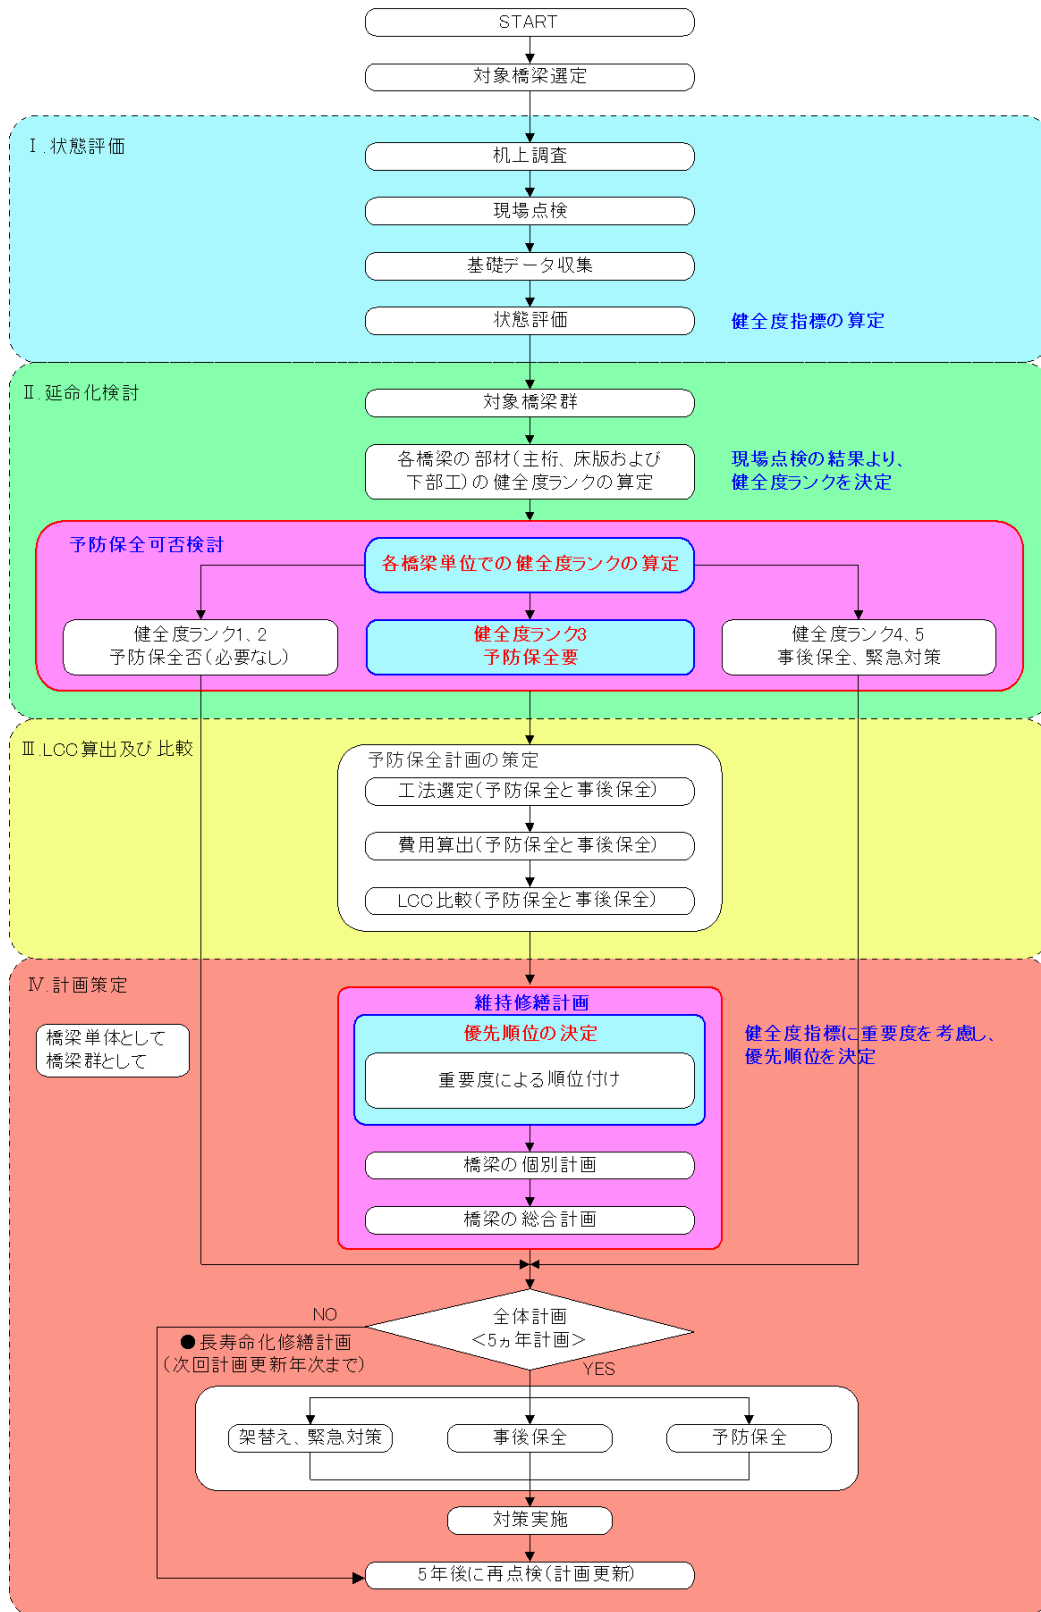 START
対象橋梁選定
Ⅰ.状態評価
机上調査
現場点検
基礎データ収集
状態評価
健全度指標の算定
Ⅱ.延命化検討
対象橋梁群
各橋梁の部材(主桁、床版および
下部工)の健全度ランクの算定
現場点検の結果より、
健全度ランクを決定
予防保全可否検討
各橋梁単位での健全度ランクの算定
健全度ランク1、2
予防保全否(必要なし)
健全度ランク3
予防保全要
健全度ランク4、5
事後保全、緊急対策
Ⅲ.LCC算出及び比較
予防保全計画の策定
工法選定(予防保全と事後保全)
費用算出(予防保全と事後保全)
LCC比較(予防保全と事後保全)
Ⅳ.計画策定
橋梁単体として
橋梁群として
維持修繕計画
優先順位の決定
重要度による順位付け
健全度指標に重要度を考慮し、
優先順位を決定
橋梁の個別計画
橋梁の総合計画
全体計画
<5ヵ年計画>
NO
●長寿命化修繕計画
(次回計画更新年次まで)
YES
架替え、緊急対策
事後保全
予防保全
対策実施
5年後に再点検(計画更新)